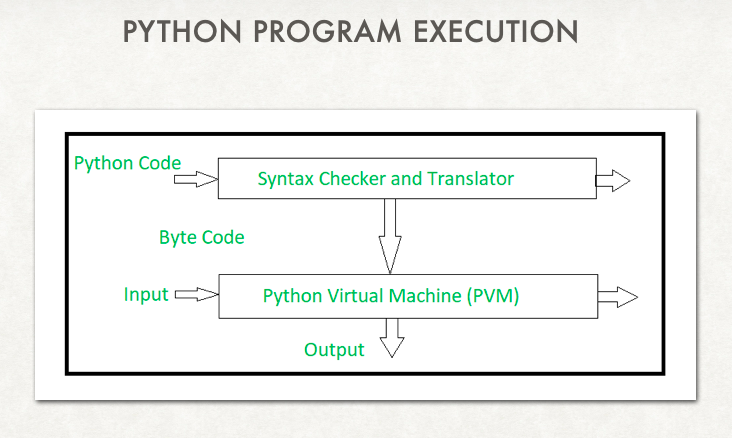 PYTHON PROGRAM EXECUTION
Python Code
Syntax Checker and Translator
Byte Code
Input
Python Virtual Machine (PVM)
Output